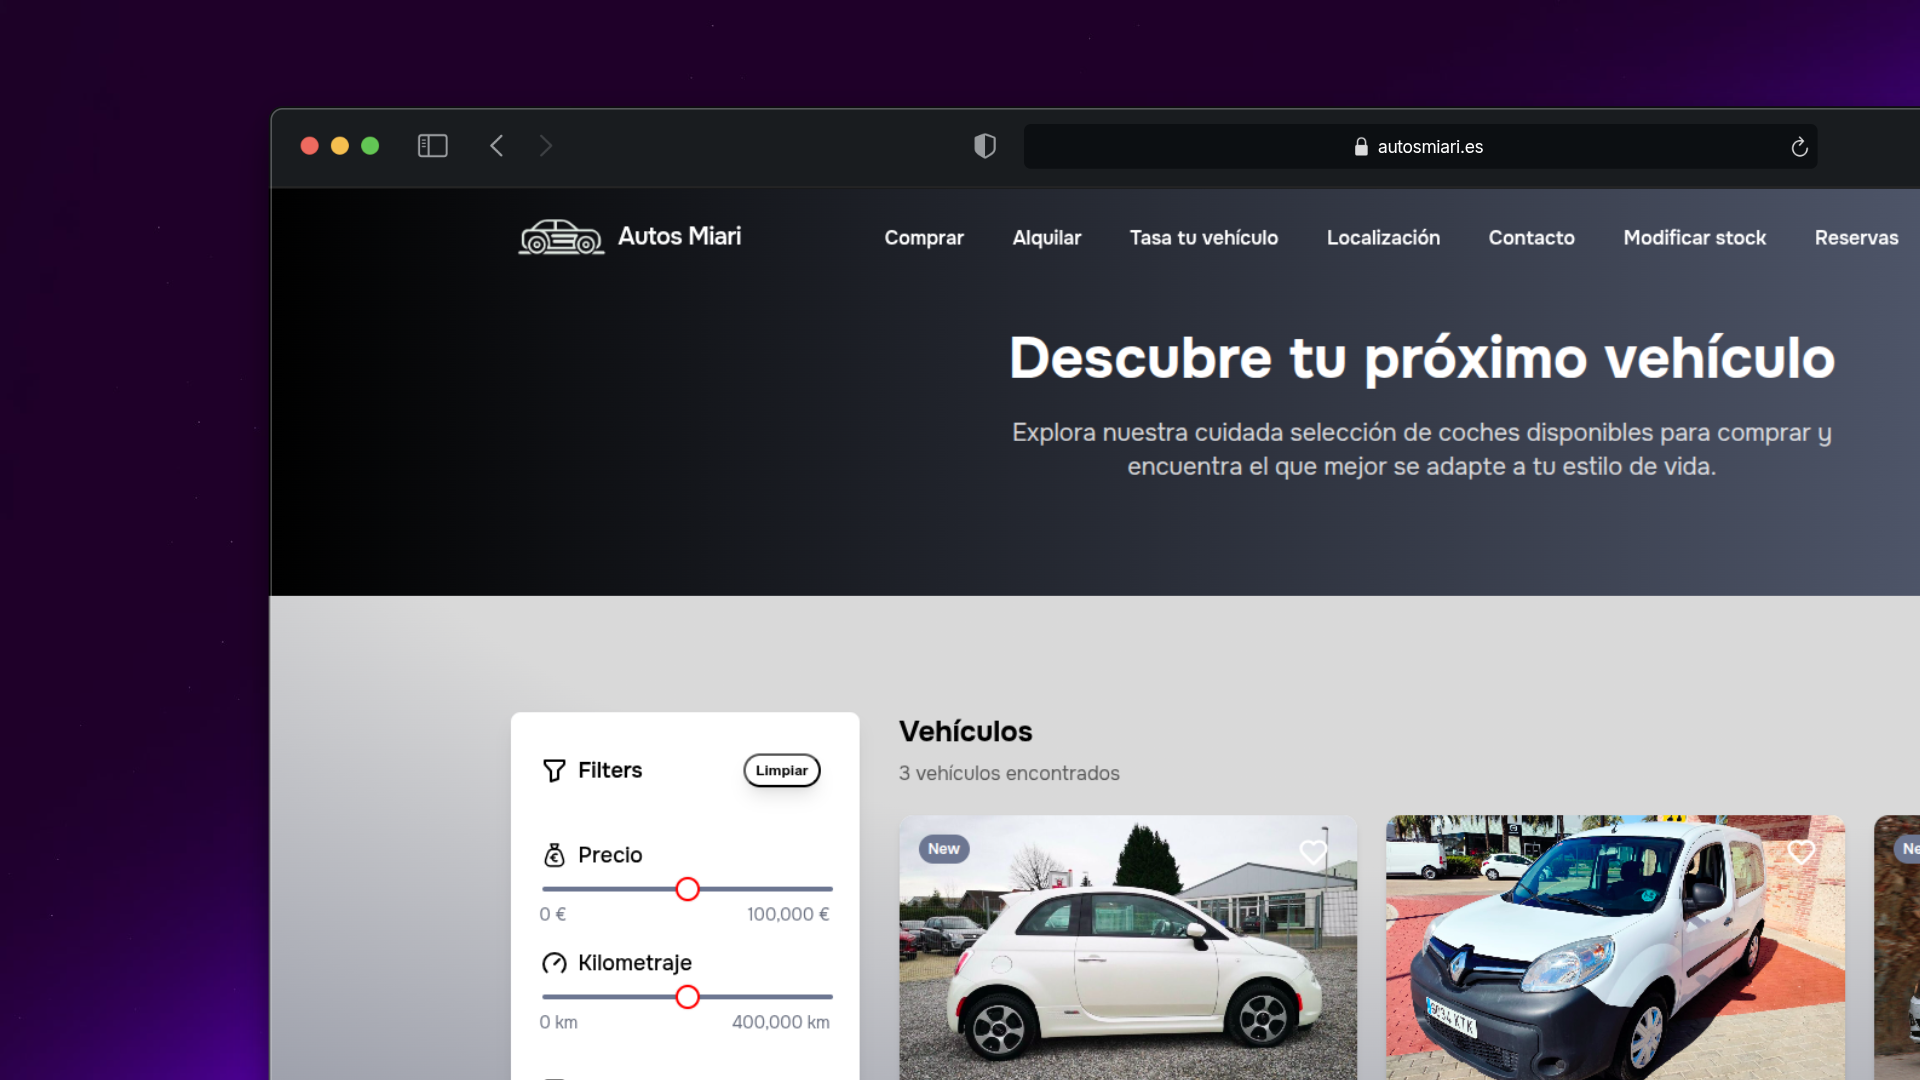 autosmiari.es
Autos Miari
Comprar
Alquilar
Tasa tu vehículo
Localización
Contacto
Modificar stock
Reservas
Descubre tu próximo vehículo
Explora nuestra cuidada selección de coches disponibles para comprar y
encuentra el que mejor se adapte a tu estilo de vida.
Filters
Limpiar
Precio
0 €
100,000 €
Kilometraje
0 km
400,000 km
Vehículos
3 vehículos encontrados
New